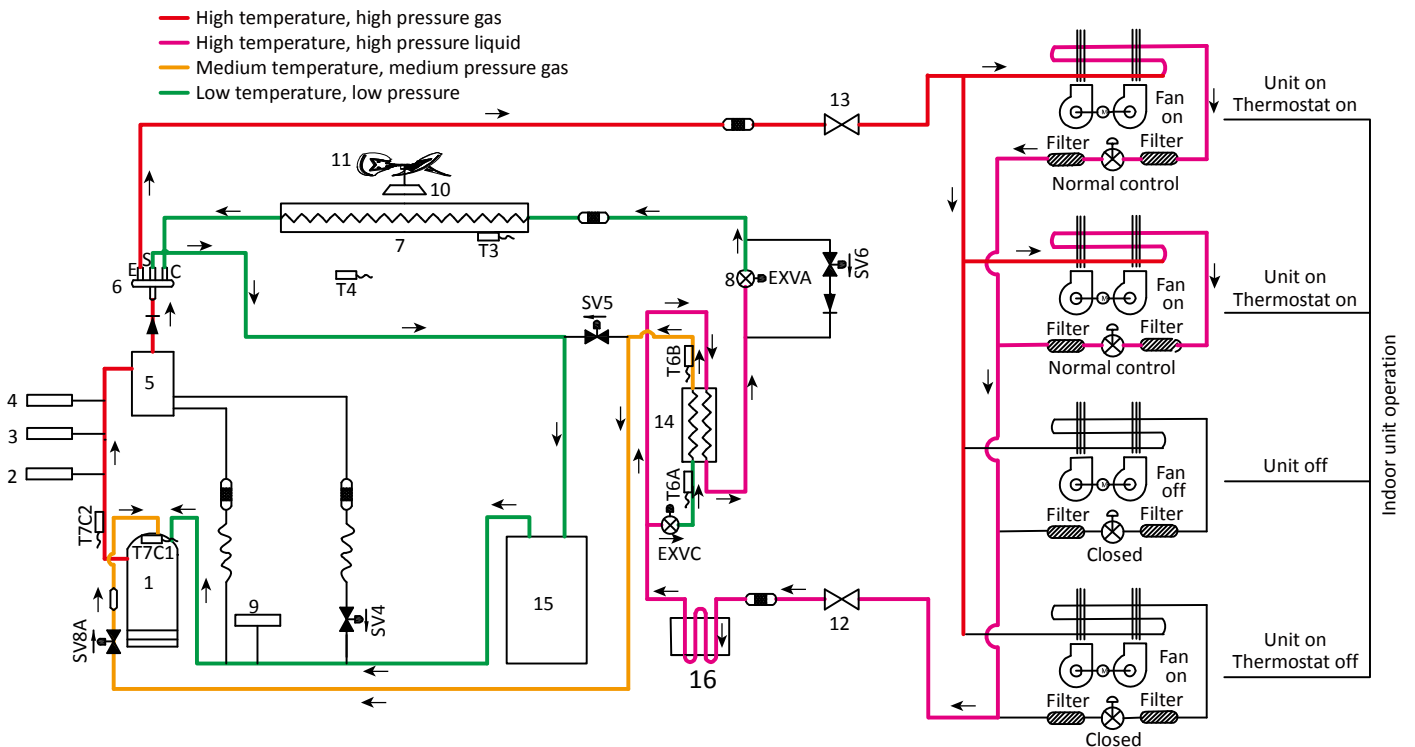 High temperature, high pressure gas
High temperature, high pressure liquid
Medium temperature, medium pressure gas
Low temperature, low pressure
13
11
10
7
T3
T4
E
S
C
6
5
4
3
2
T7C2
T7C1
1
SV8A
9
SV4
15
SV5
T6B
14
T6A
EXVC
8
EXVA
SV6
16
12
M
Fan
on
Filter
Filter
Normal control
Unit on
Thermostat on
M
Fan
on
Filter
Filter
Normal control
Unit on
Thermostat on
M
Fan
off
Filter
Filter
Closed
Unit off
M
Fan
on
Filter
Filter
Closed
Unit on
Thermostat off
Indoor unit operation